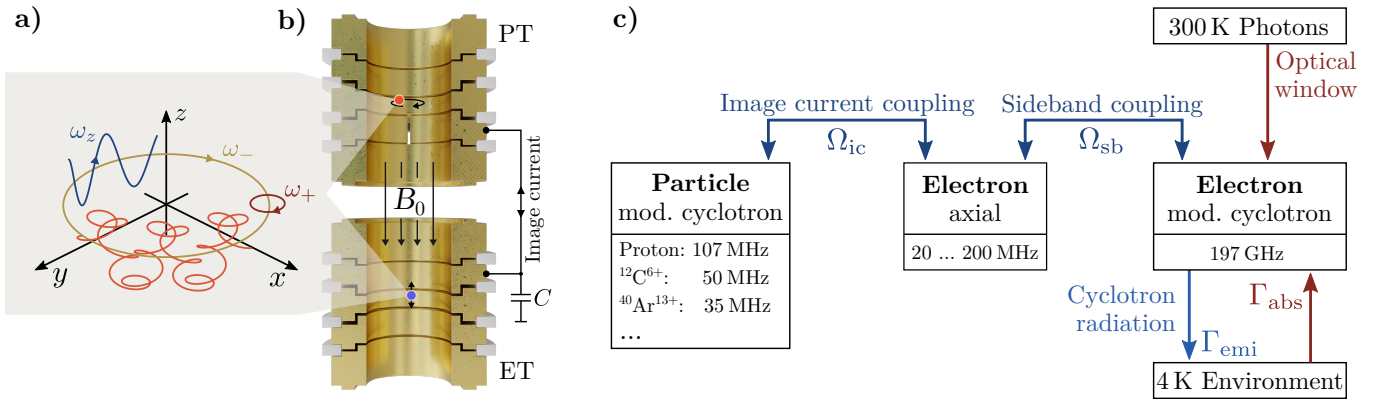 a)
ω_z
z
ω_−
ω_+
y
x
b)
PT
B_0
Image current
C
ET
c)
300 K Photons
Optical
window
Image current coupling
Ω_ic
Sideband coupling
Ω_sb
Particle
mod. cyclotron
Proton: 107 MHz
¹²C⁶⁺: 50 MHz
⁴⁰Ar¹³⁺: 35 MHz
...
Electron
axial
20 ... 200 MHz
Electron
mod. cyclotron
197 GHz
Cyclotron
radiation
Γ_emi
Γ_abs
4 K Environment